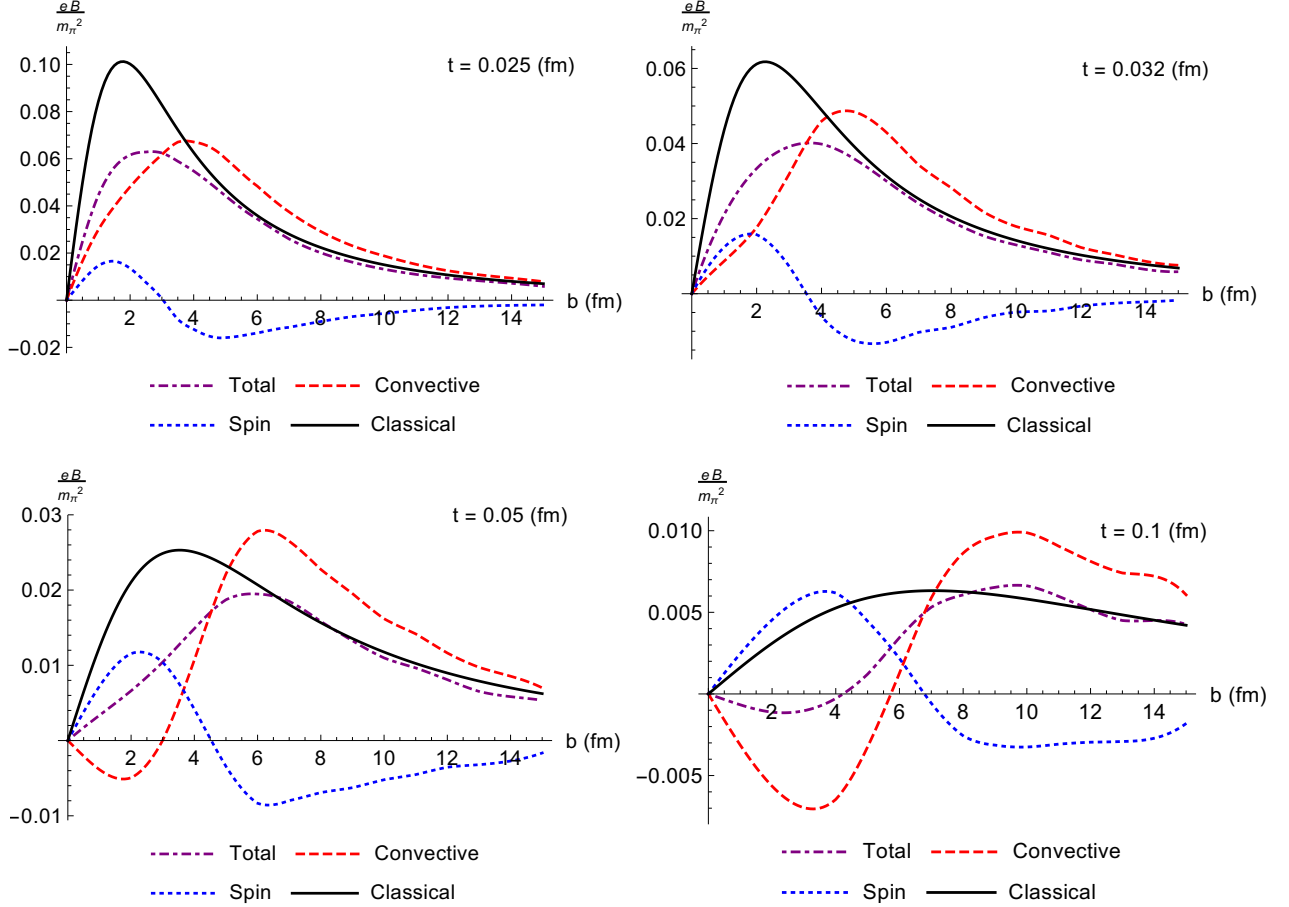 eB
mπ²
t = 0.025 (fm)
0.10
0.08
0.06
0.04
0.02
−0.02
2 4 6 8 10 12 14
b (fm)
Total Convective
Spin Classical
eB
mπ²
t = 0.032 (fm)
0.06
0.04
0.02
2 4 6 8 10 12 14
b (fm)
Total Convective
Spin Classical
eB
mπ²
t = 0.05 (fm)
0.03
0.02
0.01
−0.01
2 4 6 8 10 12 14
b (fm)
Total Convective
Spin Classical
eB
mπ²
t = 0.1 (fm)
0.010
0.005
−0.005
2 4 6 8 10 12 14
b (fm)
Total Convective
Spin Classical